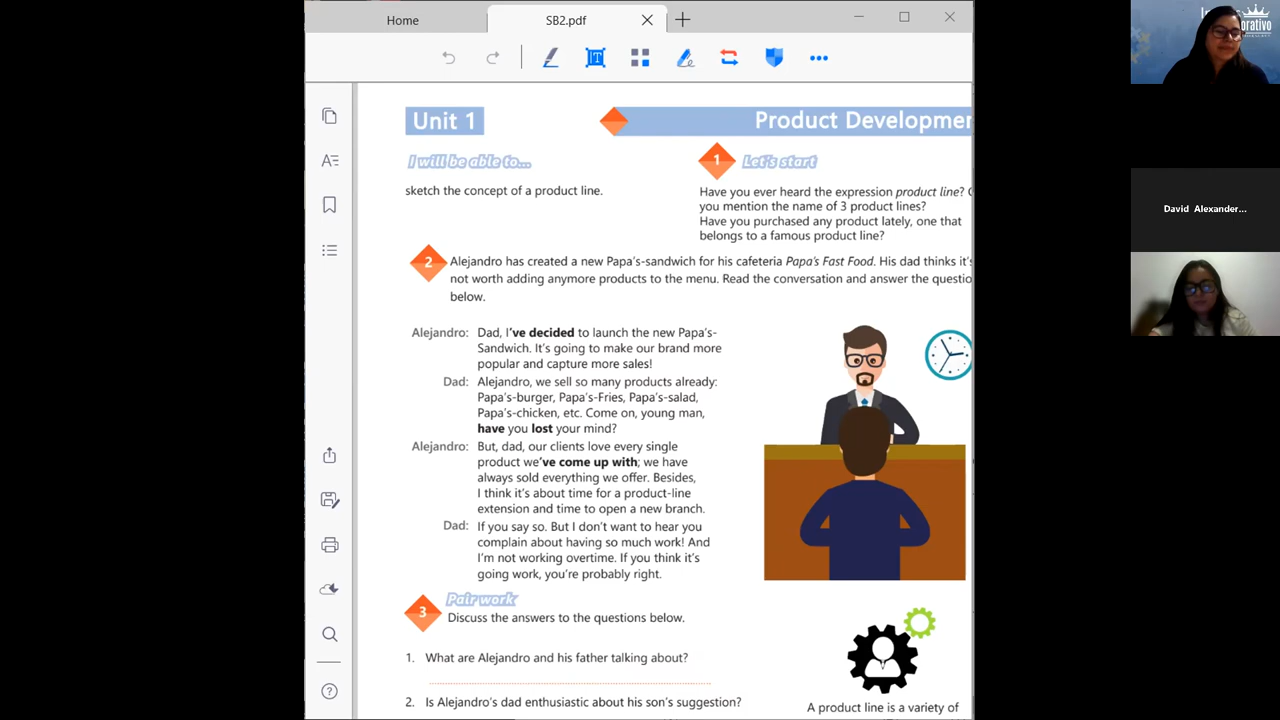 Home
SB2.pdf
Unit 1
Product Developmen
I will be able to...
sketch the concept of a product line.
1
Let's start
Have you ever heard the expression product line? C
you mention the name of 3 product lines?
Have you purchased any product lately, one that
belongs to a famous product line?
2
Alejandro has created a new Papa's-sandwich for his cafeteria Papa's Fast Food. His dad thinks it's
not worth adding anymore products to the menu. Read the conversation and answer the questio
below.
Alejandro: Dad, I've decided to launch the new Papa's-
Sandwich. It's going to make our brand more
popular and capture more sales!
Dad: Alejandro, we sell so many products already:
Papa's-burger, Papa's-Fries, Papa's-salad,
Papa's-chicken, etc. Come on, young man,
have you lost your mind?
Alejandro: But, dad, our clients love every single
product we've come up with; we have
always sold everything we offer. Besides,
I think it's about time for a product-line
extension and time to open a new branch.
Dad: If you say so. But I don't want to hear you
complain about having so much work! And
I'm not working overtime. If you think it's
going work, you're probably right.
3
Pair work
Discuss the answers to the questions below.
1. What are Alejandro and his father talking about?
2. Is Alejandro's dad enthusiastic about his son's suggestion?
A product line is a variety of
orativo
David Alexander...